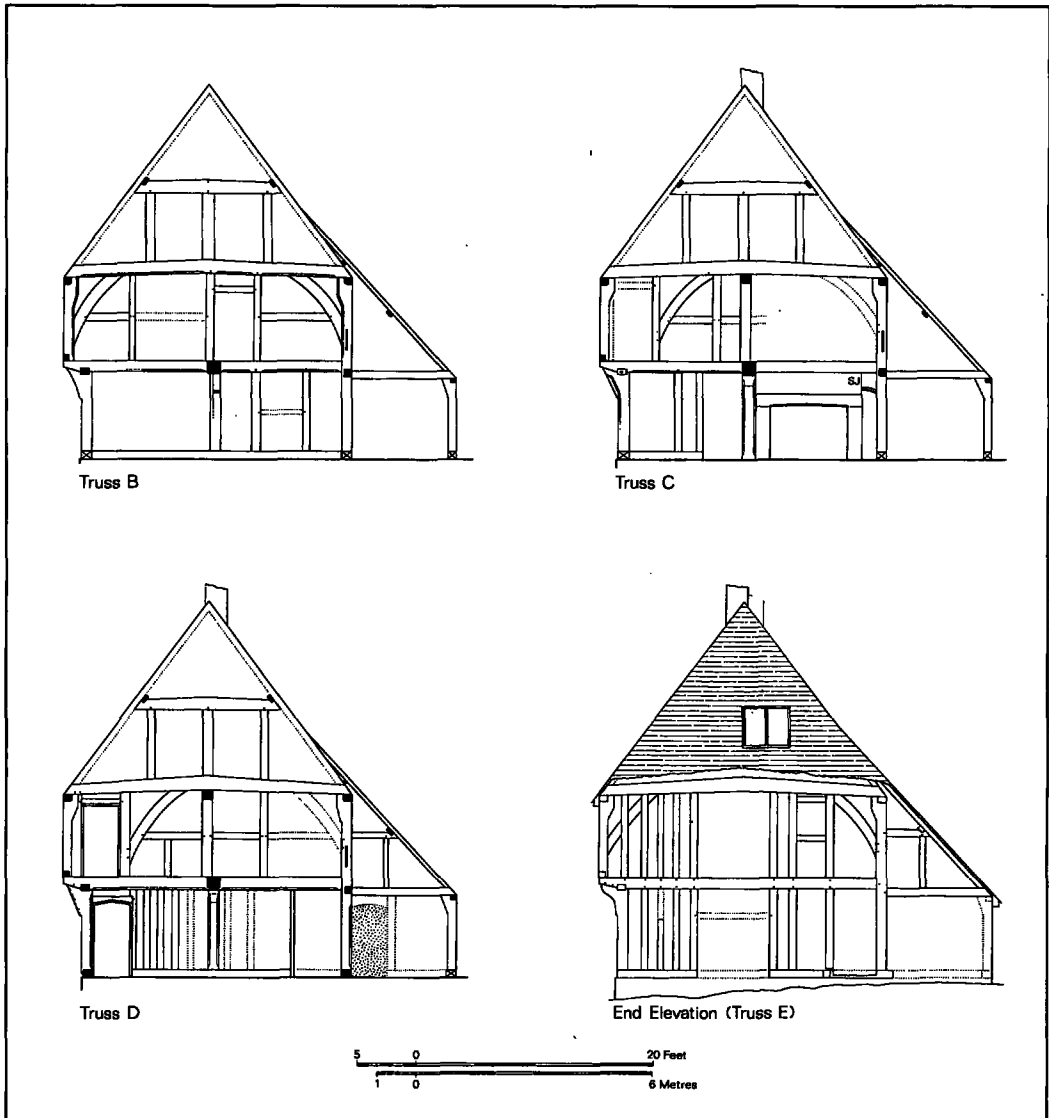 SJ
Truss B
Truss C
Truss D
End Elevation (Truss E)
5 0 20 Feet
1 0 6 Metres